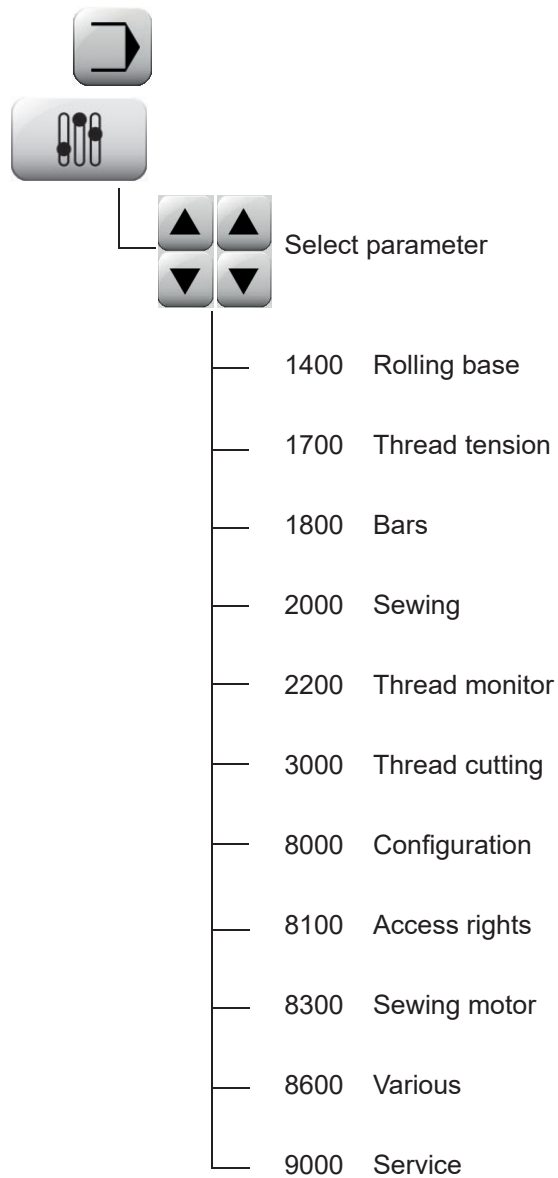 Select parameter
1400 Rolling base
1700 Thread tension
1800 Bars
2000 Sewing
2200 Thread monitor
3000 Thread cutting
8000 Configuration
8100 Access rights
8300 Sewing motor
8600 Various
9000 Service